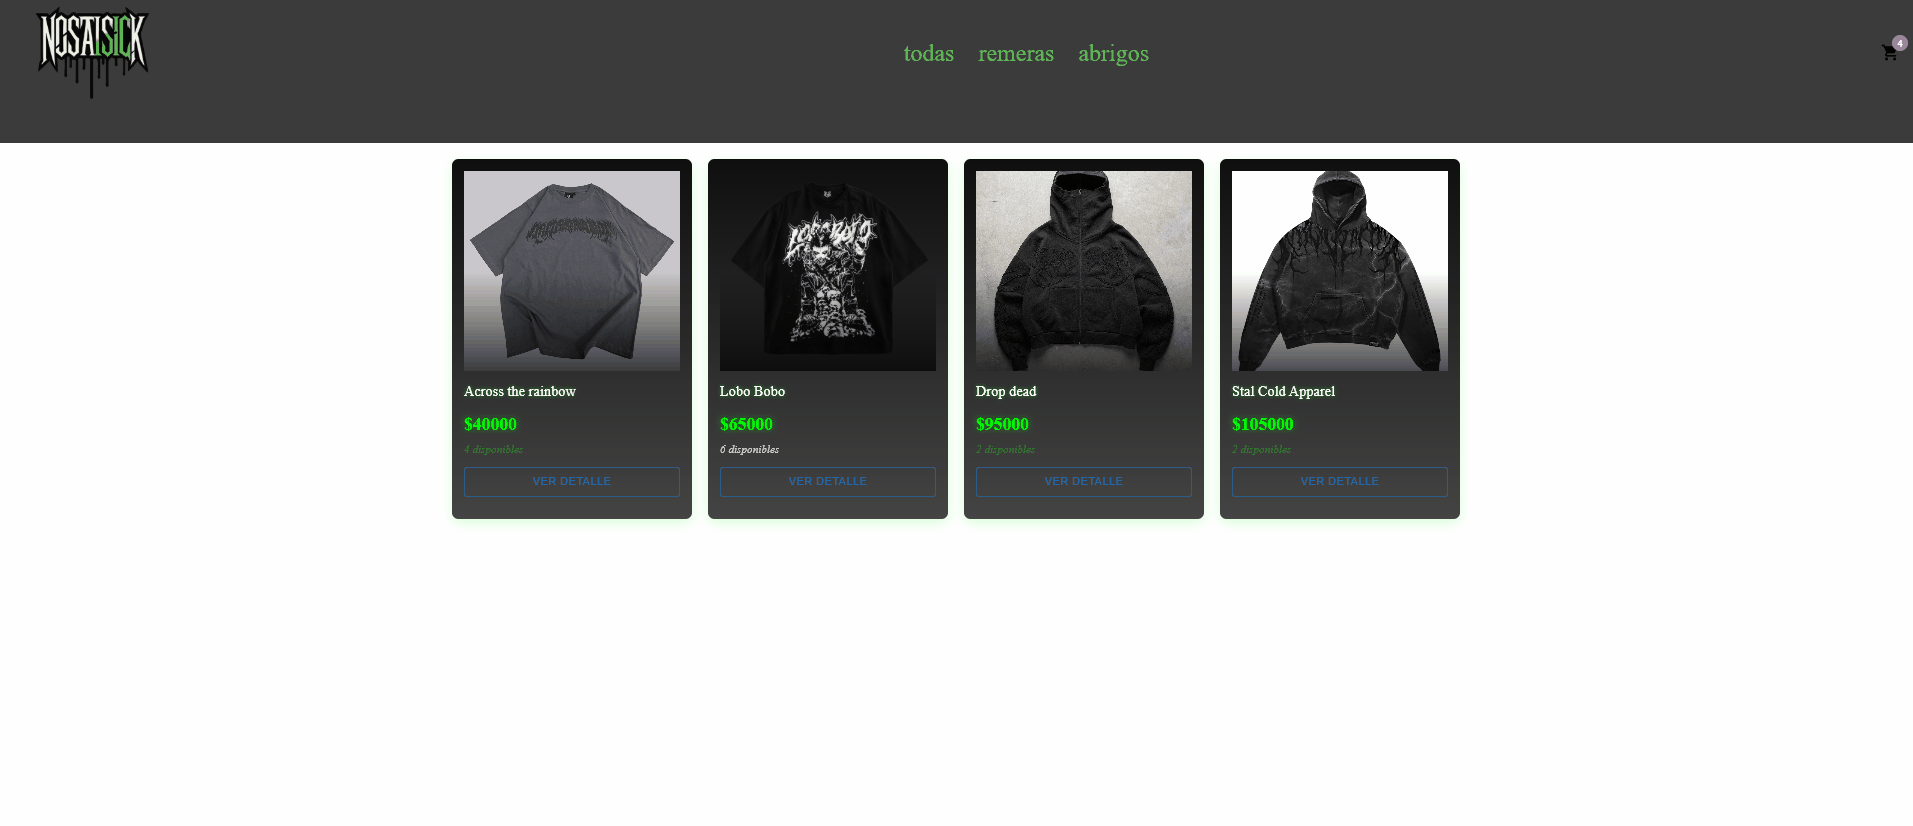 NOSATSICK
todas remeras abrigos
4
Across the rainbow
$40000
4 disponibles
VER DETALLE
Lobo Bobo
$65000
6 disponibles
VER DETALLE
Drop dead
$95000
2 disponibles
VER DETALLE
Stal Cold Apparel
$105000
2 disponibles
VER DETALLE